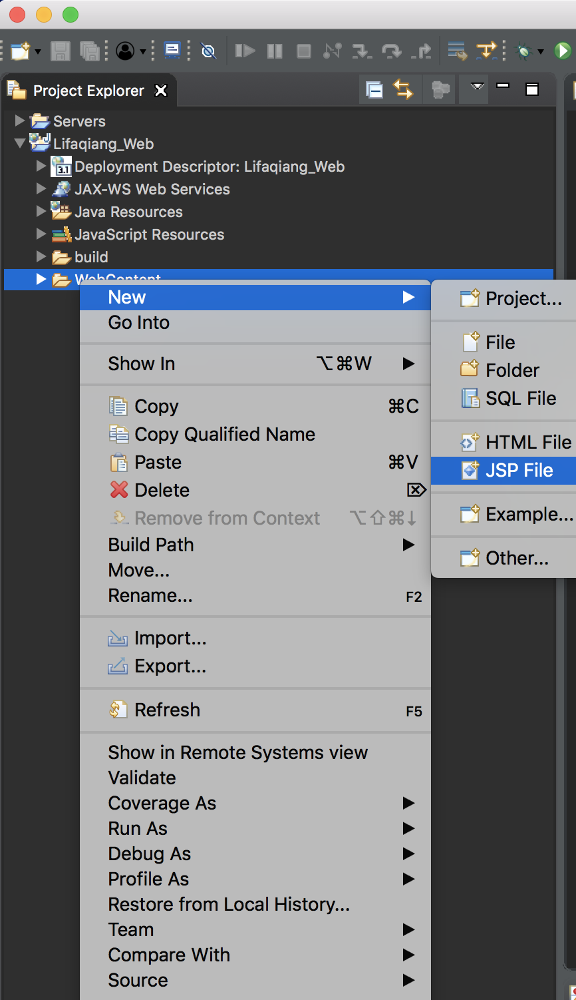 Project Explorer
Servers
Lifaqiang_Web
3.1 Deployment Descriptor: Lifaqiang_Web
JAX-WS Web Services
Java Resources
JavaScript Resources
build
WebContent
New
Go Into
Show In ⌥⌘W
Copy ⌘C
Copy Qualified Name
Paste ⌘V
Delete ⌦
Remove from Context ⌥⇧⌘↓
Build Path
Move...
Rename... F2
Import...
Export...
Refresh F5
Show in Remote Systems view
Validate
Coverage As
Run As
Debug As
Profile As
Restore from Local History...
Team
Compare With
Source
Project...
File
Folder
SQL File
HTML File
JSP File
Example...
Other...